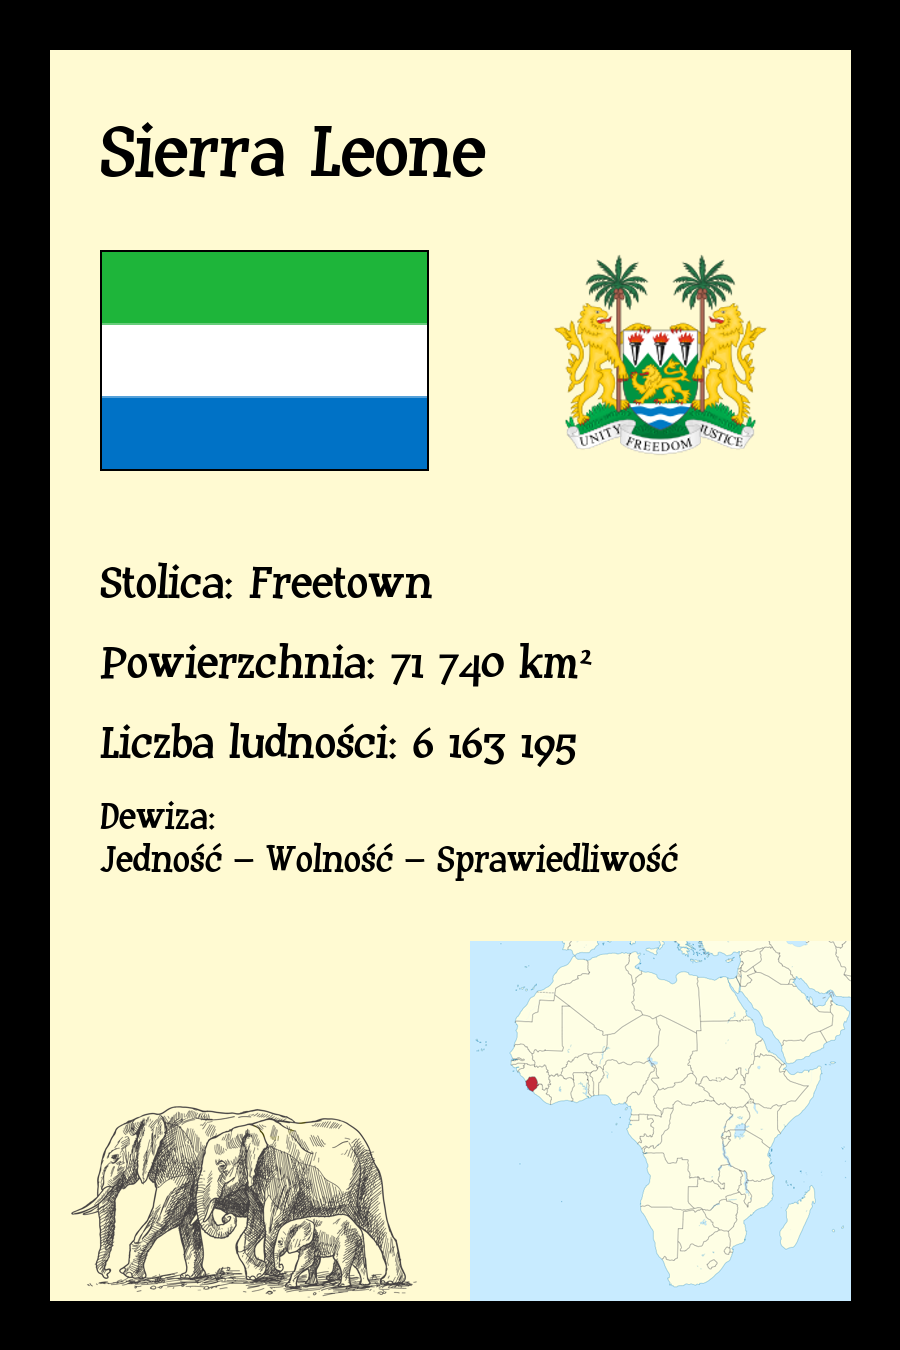 Sierra Leone
UNITY FREEDOM JUSTICE
Stolica: Freetown
Powierzchnia: 71 740 km²
Liczba ludności: 6 163 195
Dewiza:
Jedność – Wolność – Sprawiedliwość